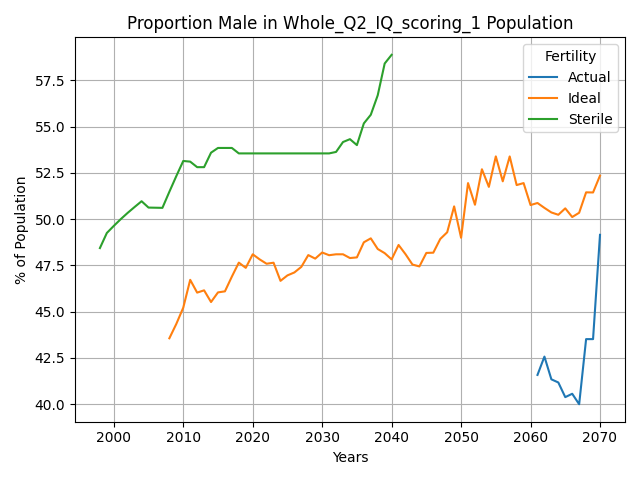 Proportion Male in Whole_Q2_IQ_scoring_1 Population
Fertility
Actual
Ideal
Sterile
% of Population
57.5
55.0
52.5
50.0
47.5
45.0
42.5
40.0
2000 2010 2020 2030 2040 2050 2060 2070
Years